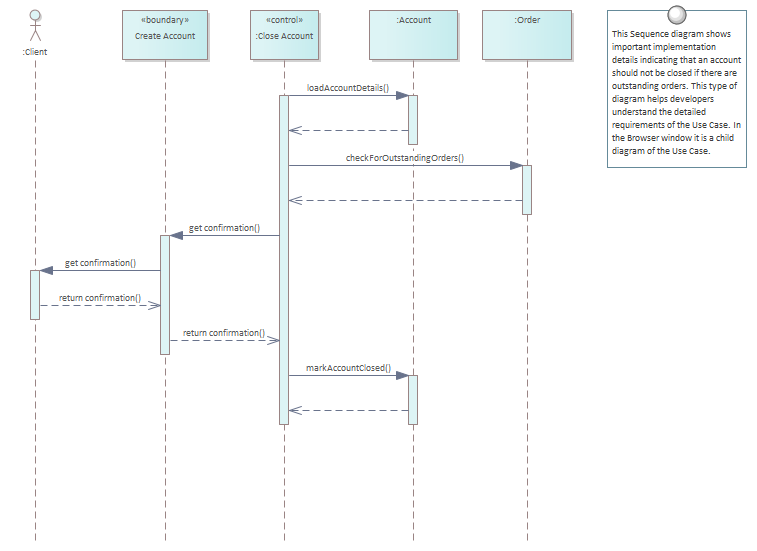 «boundary»
Create Account
«control»
:Close Account
:Account
:Order
:Client
This Sequence diagram shows
important implementation
details indicating that an account
should not be closed if there are
outstanding orders. This type of
diagram helps developers
understand the detailed
requirements of the Use Case. In
the Browser window it is a child
diagram of the Use Case.
loadAccountDetails()
checkForOutstandingOrders()
get confirmation()
get confirmation()
return confirmation()
return confirmation()
markAccountClosed()